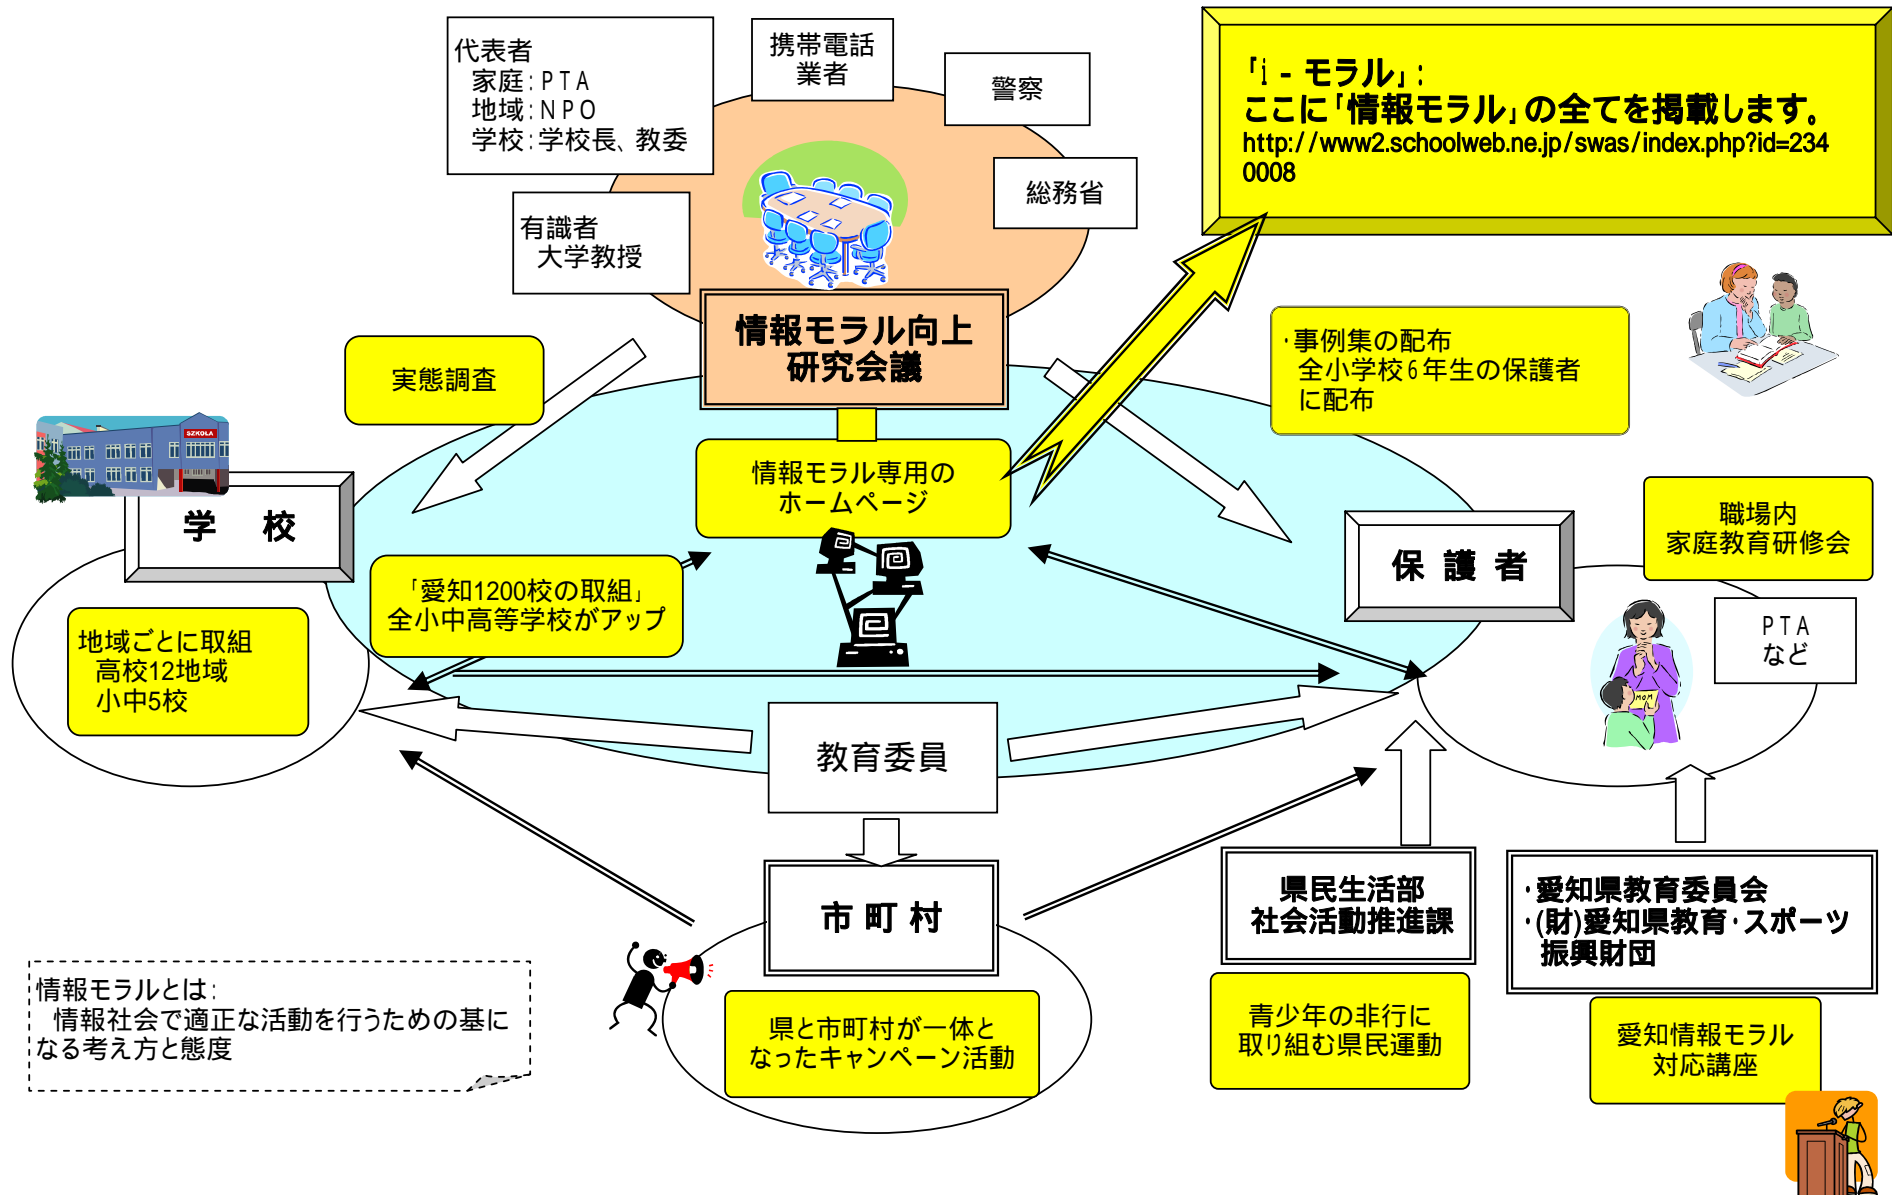 代表者
家庭:PTA
地域:NPO
学校:学校長、教委
携帯電話
業者
警察
総務省
有識者
大学教授
「i - モラル」:
ここに「情報モラル」の全てを掲載します。
http://www2.schoolweb.ne.jp/swas/index.php?id=234
0008
情報モラル向上
研究会議
実態調査
・事例集の配布
全小学校6年生の保護者
に配布
SZKOŁA
学 校
情報モラル専用の
ホームページ
職場内
家庭教育研修会
保 護 者
「愛知1200校の取組」
全小中高等学校がアップ
地域ごとに取組
高校12地域
小中5校
PTA
など
MOM
教育委員
市 町 村
県民生活部
社会活動推進課
・愛知県教育委員会
・(財)愛知県教育・スポーツ
振興財団
情報モラルとは:
情報社会で適正な活動を行うための基に
なる考え方と態度
県と市町村が一体と
なったキャンペーン活動
青少年の非行に
取り組む県民運動
愛知情報モラル
対応講座